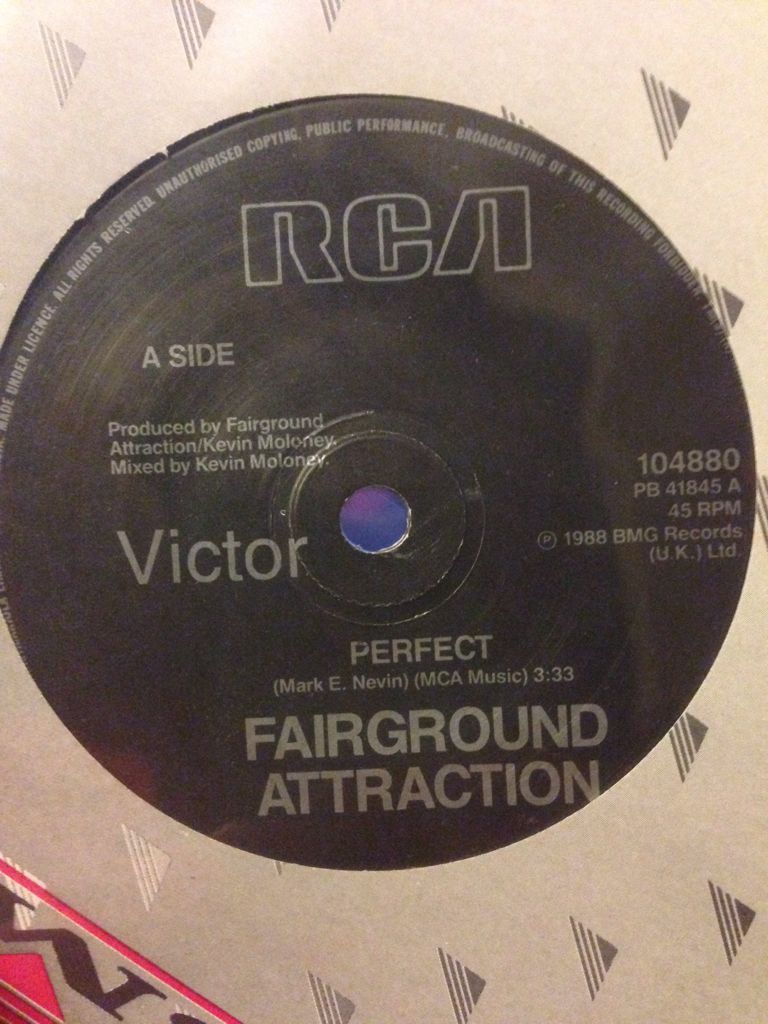 MADE UNDER LICENCE. ALL RIGHTS RESERVED. UNAUTHORISED COPYING, PUBLIC PERFORMANCE, BROADCASTING OF THIS RECORDING FORBIDDEN.
RCA
A SIDE
Produced by Fairground
Attraction/Kevin Moloney.
Mixed by Kevin Moloney.
104880
PB 41845 A
45 RPM
Ⓟ 1988 BMG Records
(U.K.) Ltd.
Victor
PERFECT
(Mark E. Nevin) (MCA Music) 3:33
FAIRGROUND
ATTRACTION